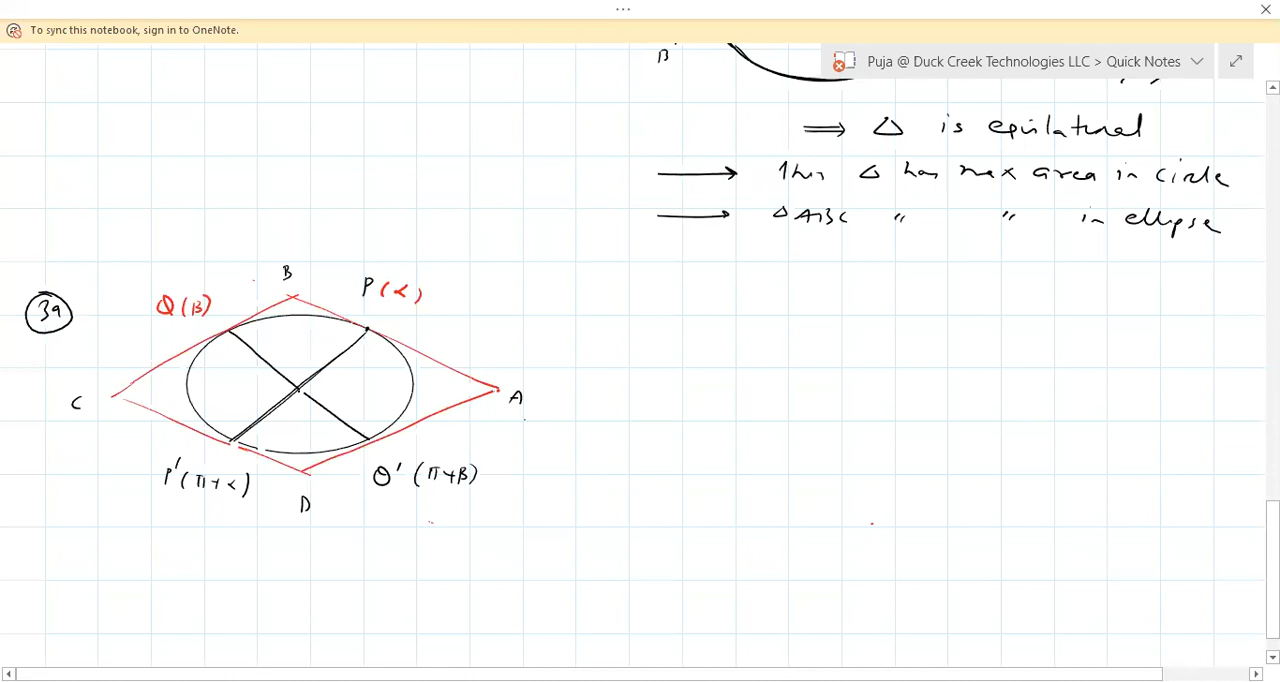 To sync this notebook, sign in to OneNote.
Puja @ Duck Creek Technologies LLC > Quick Notes
B'
⟹ △ is equilateral
⟶ This △ has max area in circle
⟶ △ABC " " in ellipse
39
B
Q(β)
P(α)
C
A
P'(π+α)
Q'(π+β)
D